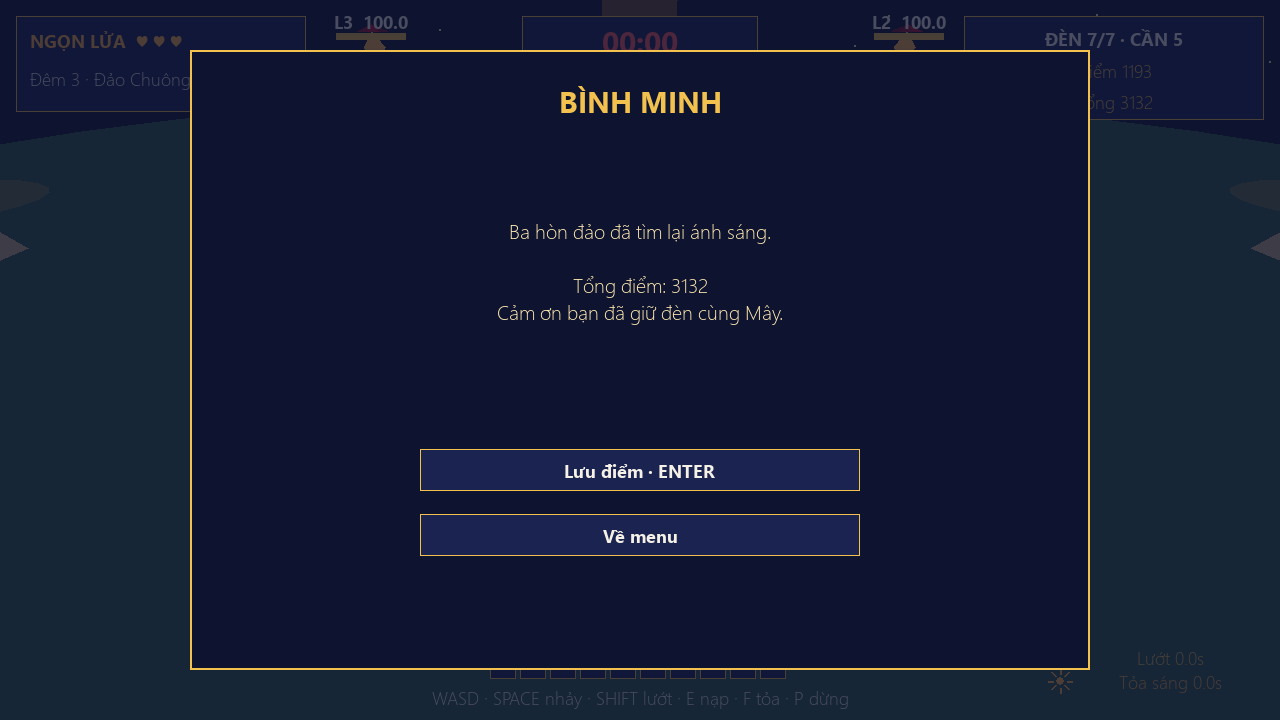 NGỌN LỬA ♥ ♥ ♥
Đêm 3 · Đảo Chuông
L3 100.0
00:00
L2 100.0
ĐÈN 7/7 · CẦN 5
1193
3132
BÌNH MINH
Ba hòn đảo đã tìm lại ánh sáng.
Tổng điểm: 3132
Cảm ơn bạn đã giữ đèn cùng Mây.
Lưu điểm · ENTER
Về menu
Lướt 0.0s
Tỏa sáng 0.0s
WASD · SPACE nhảy · SHIFT lướt · E nạp · F tỏa · P dừng